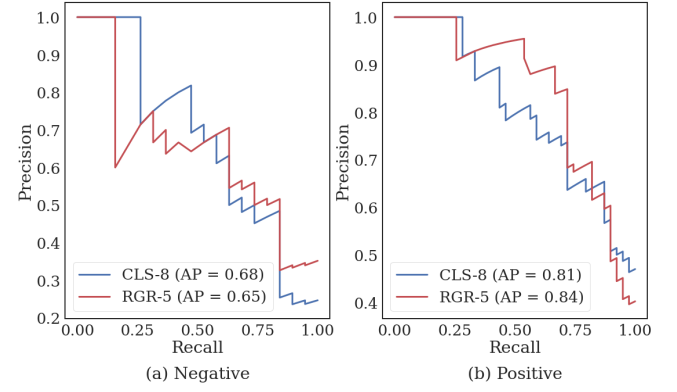 1.0
0.9
0.8
0.7
0.6
0.5
0.4
0.3
0.2
Precision
CLS-8 (AP = 0.68)
RGR-5 (AP = 0.65)
0.00 0.25 0.50 0.75 1.00
Recall
(a) Negative
1.0
0.9
0.8
0.7
0.6
0.5
0.4
Precision
CLS-8 (AP = 0.81)
RGR-5 (AP = 0.84)
0.00 0.25 0.50 0.75 1.00
Recall
(b) Positive